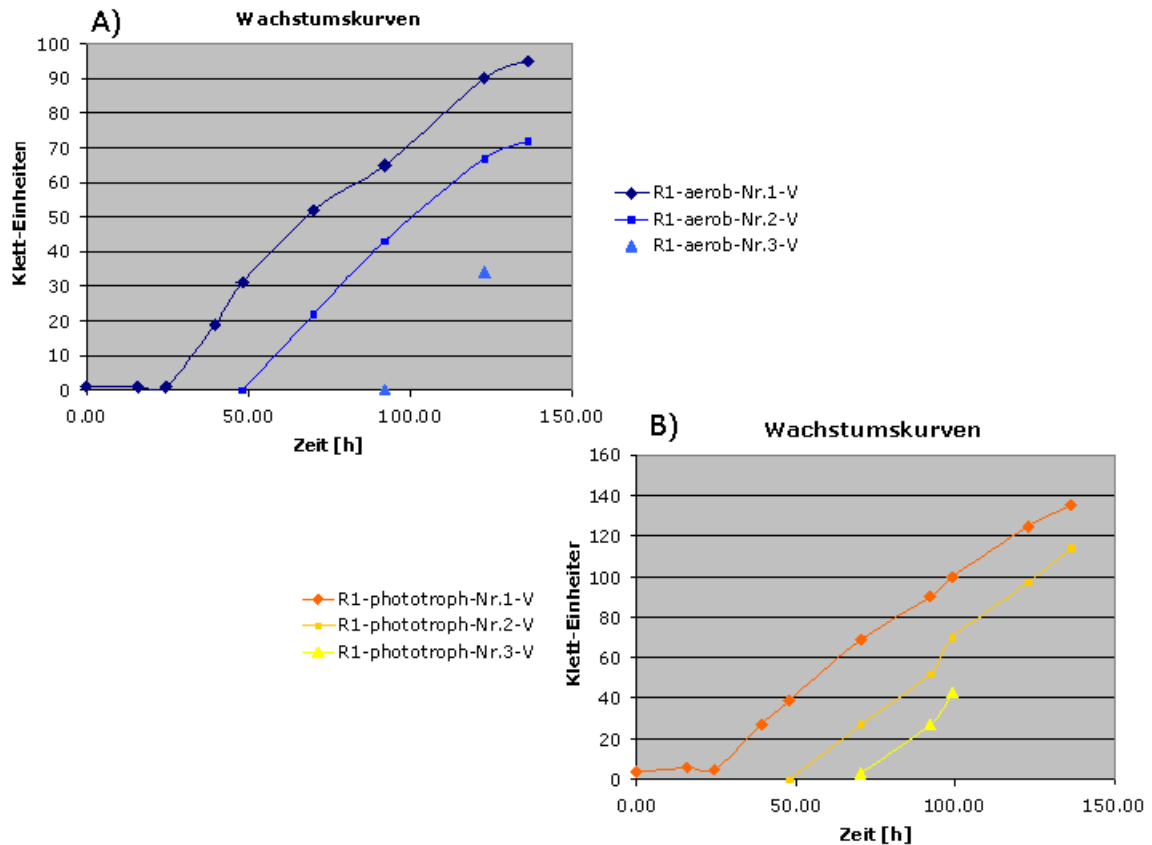 A)
Wachstumskurven
100
90
80
70
60
50
40
30
20
10
0
Klett-Einheiten
0.00 50.00 100.00 150.00
Zeit [h]
R1-aerob-Nr.1-V
R1-aerob-Nr.2-V
R1-aerob-Nr.3-V
B)
Wachstumskurven
160
140
120
100
80
60
40
20
0
Klett-Einheiter
0.00 50.00 100.00 150.00
Zeit [h]
R1-phototroph-Nr.1-V
R1-phototroph-Nr.2-V
R1-phototroph-Nr.3-V